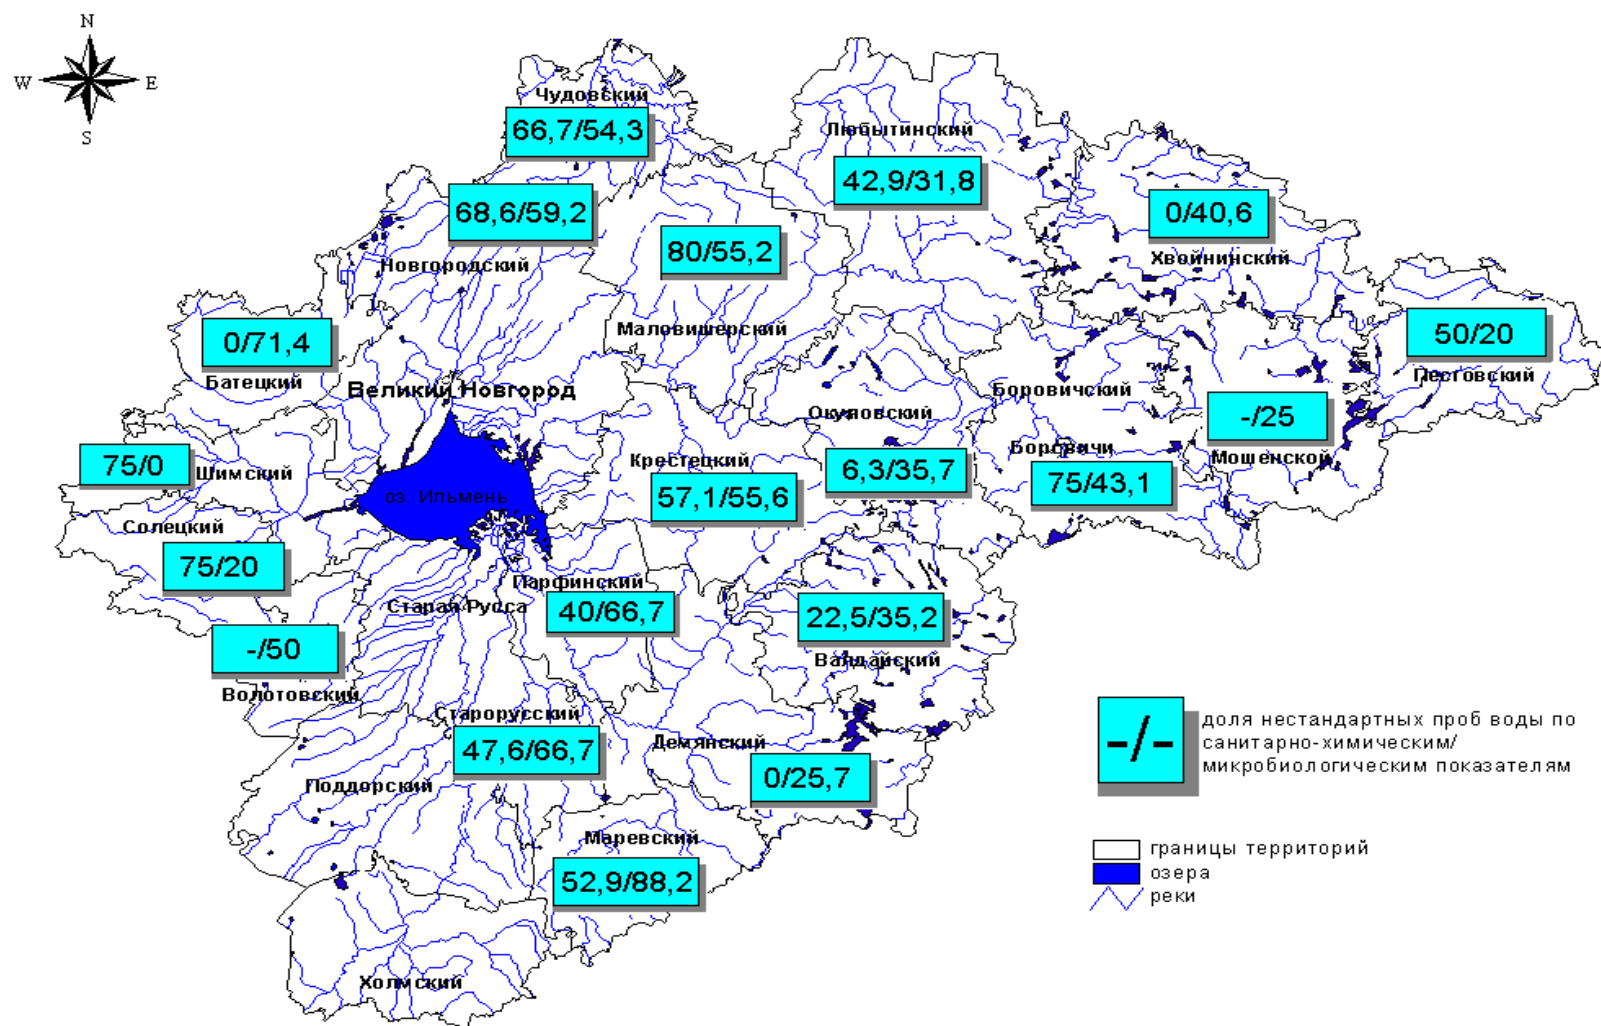 N
W E
S
Чудовский
66,7/54,3
Любытинский
42,9/31,8
68,6/59,2
Новгородский
80/55,2
Маловишерский
0/40,6
Хвойнинский
0/71,4
Батецкий
50/20
Пестовский
Великий Новгород
Боровичский
Окуловский
-/25
Мошенской
75/0
Шимский
Крестецкий
57,1/55,6
6,3/35,7
Боровичи
75/43,1
оз. Ильмень
Солецкий
75/20
Парфинский
40/66,7
Старая Русса
22,5/35,2
Валдайский
-/50
Волотовский
Старорусский
47,6/66,7
Демянский
0/25,7
Поддорский
Маревский
52,9/88,2
Холмский
-/-
доля нестандартных проб воды по
санитарно-химическим/
микробиологическим показателям
границы территорий
озера
реки